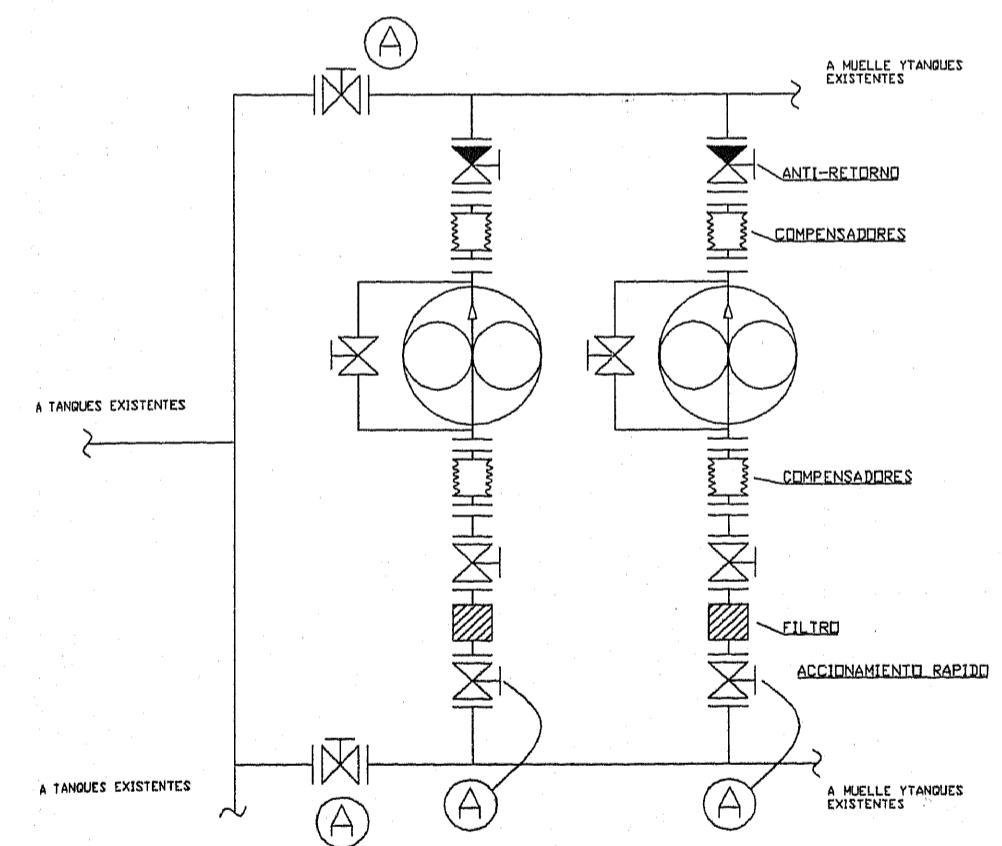 A
A MUELLE YTANQUES
EXISTENTES
ANTI-RETORNO
COMPENSADORES
A TANQUES EXISTENTES
COMPENSADORES
FILTRO
ACCIONAMIENTO RAPIDO
A TANQUES EXISTENTES
A
A
A
A MUELLE YTANQUES
EXISTENTES